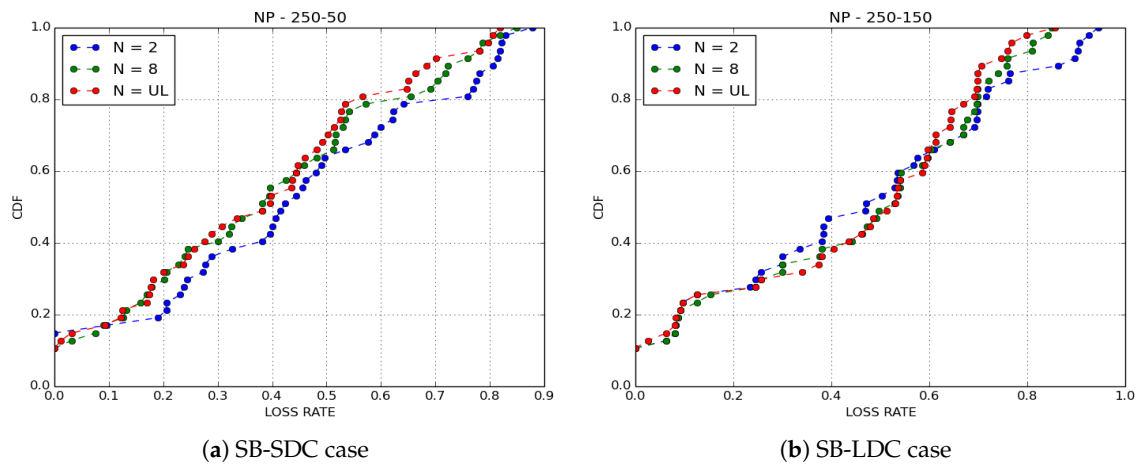 NP - 250-50
N = 2
N = 8
N = UL
1.0
0.8
0.6
0.4
0.2
0.0
CDF
0.0 0.1 0.2 0.3 0.4 0.5 0.6 0.7 0.8 0.9
LOSS RATE
(a) SB-SDC case
NP - 250-150
N = 2
N = 8
N = UL
1.0
0.8
0.6
0.4
0.2
0.0
CDF
0.0 0.2 0.4 0.6 0.8 1.0
LOSS RATE
(b) SB-LDC case